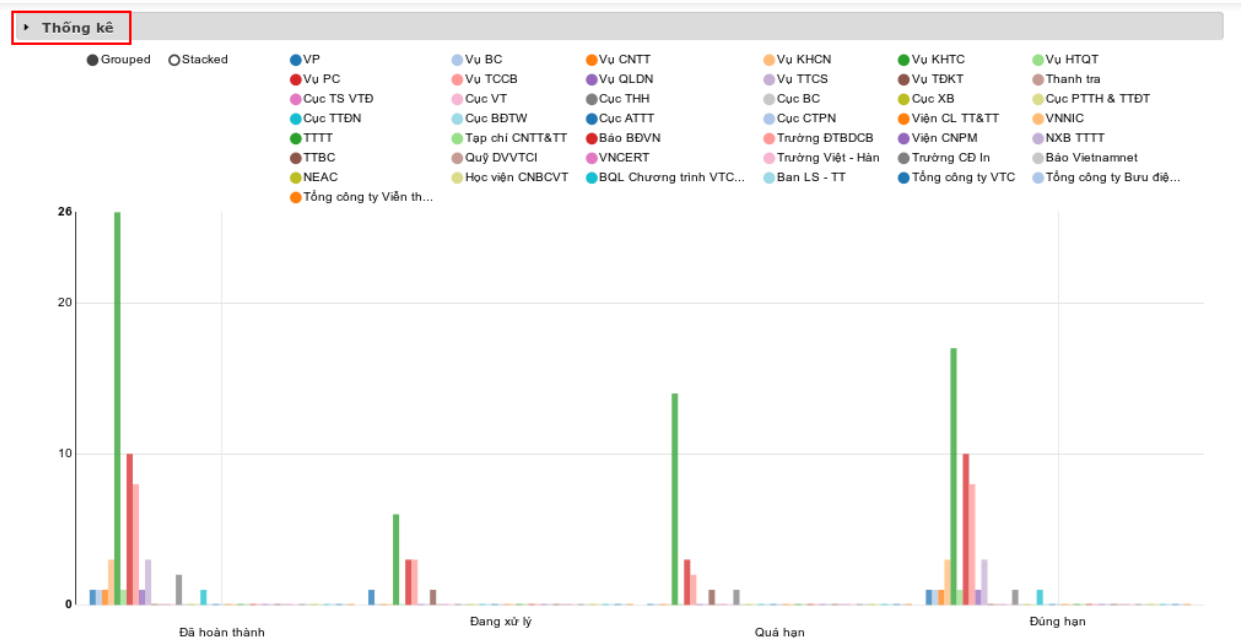 Thống kê
Grouped Stacked VP Vụ BC Vụ CNTT Vụ KHCN Vụ KHTC Vụ HTQT
Vụ PC Vụ TCCB Vụ QLDN Vụ TTCS Vụ TĐKT Thanh tra
Cục TS VTĐ Cục VT Cục THH Cục BC Cục XB Cục PTTH & TTĐT
Cục TTĐN Cục BĐTW Cục ATTT Cục CTPN Viện CL TT&TT VNNIC
TTTT Tạp chí CNTT&TT Báo BĐVN Trường ĐTBDCB Viện CNPM NXB TTTT
TTBC Quỹ DVVTCI VNCERT Trường Việt - Hàn Trường CĐ In Báo Vietnamnet
NEAC Học viện CNBCVT BQL Chương trình VTC... Ban LS - TT Tổng công ty VTC Tổng công ty Bưu điệ...
Tổng công ty Viễn th...
26
20
10
0
Đã hoàn thành Đang xử lý Quá hạn Đúng hạn